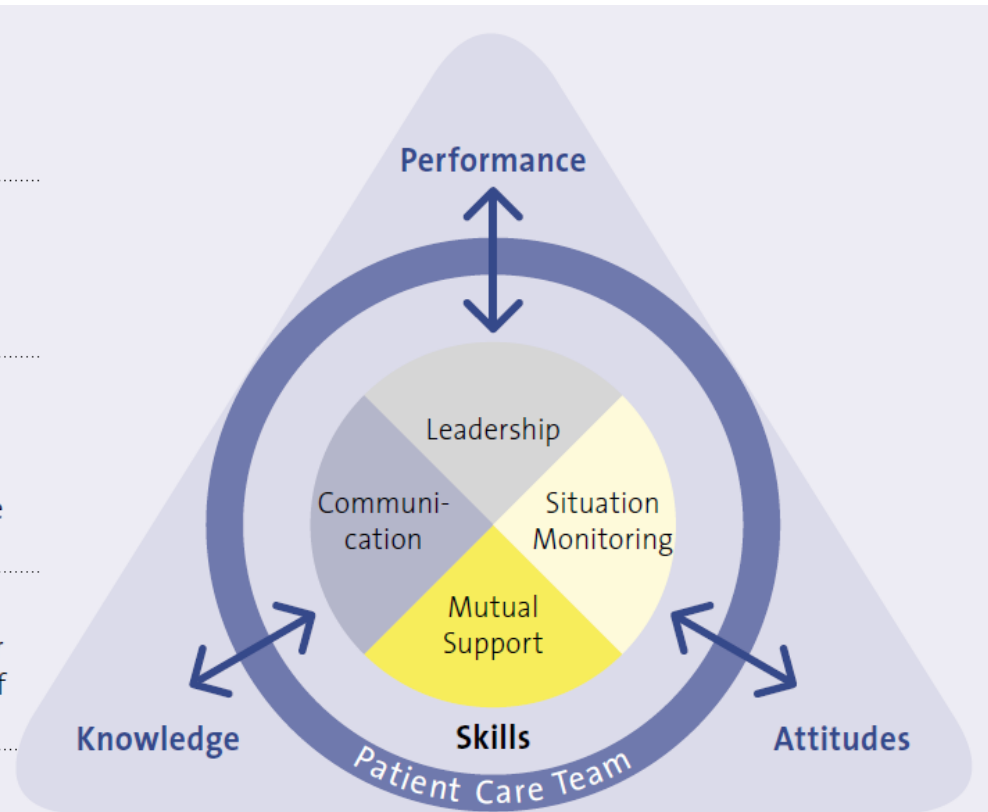 Performance
Leadership
Communi-
cation
Situation
Monitoring
Mutual
Support
Knowledge
Skills
Attitudes
Patient Care Team